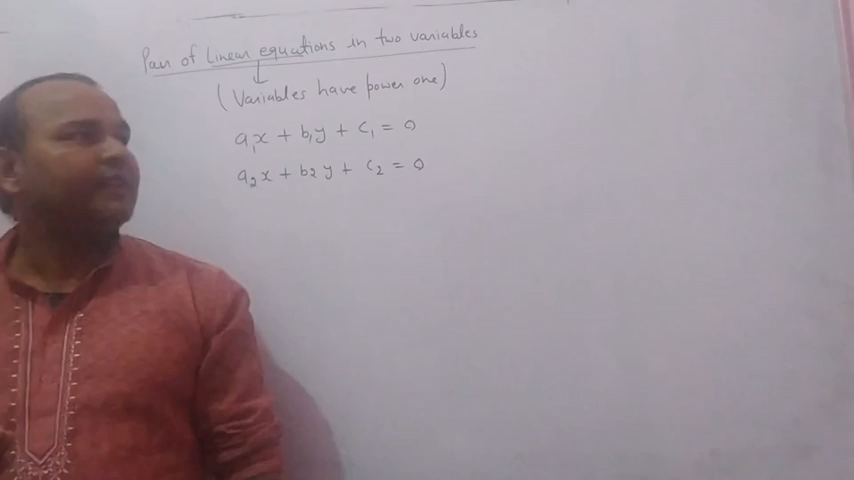 Pair of Linear equations in two variables
(Variables have power one)
a₁x + b₁y + c₁ = 0
a₂x + b₂y + c₂ = 0